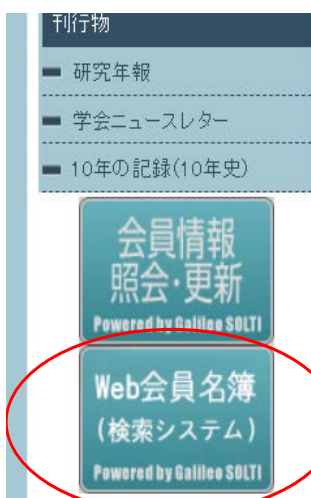 刊行物
研究年報
学会ニュースレター
10年の記録(10年史)
会員情報
照会・更新
Powered by Galileo SOLTI
Web会員名簿
(検索システム)
Powered by Galileo SOLTI